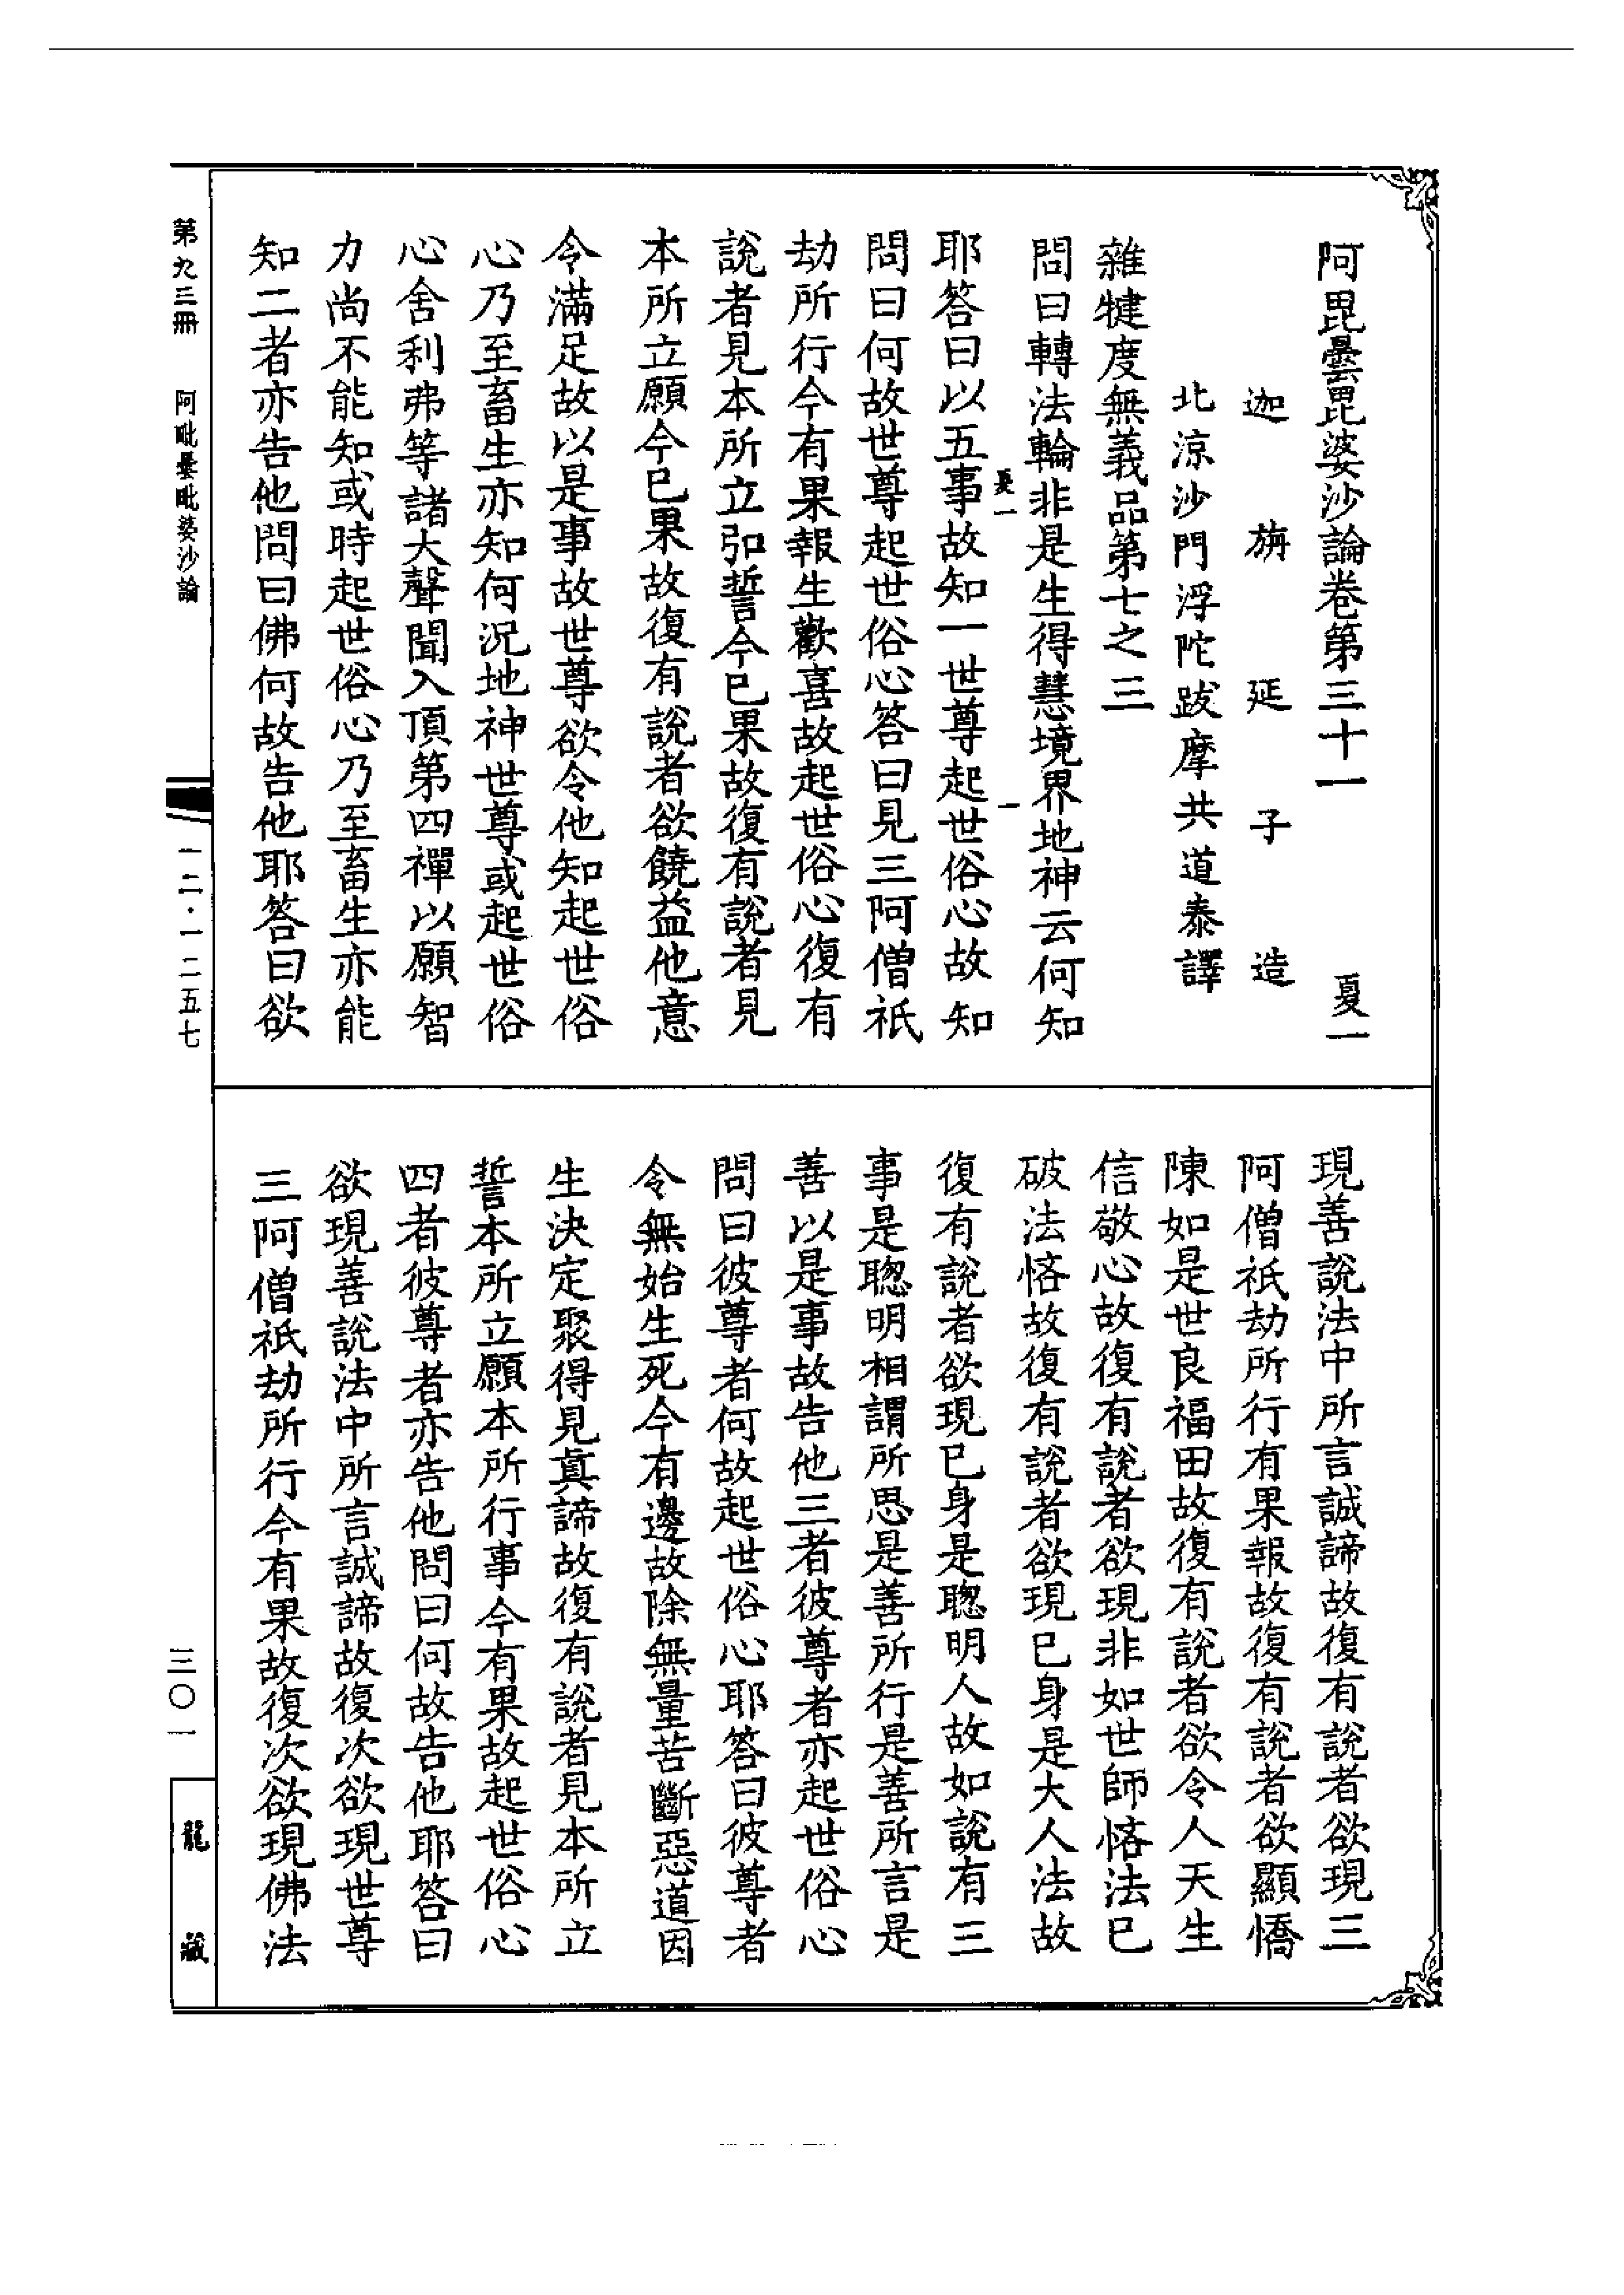 阿毘曇毘婆沙論卷第三十一　夏一
迦旃延子造
北涼沙門浮陀跋摩共道泰譯
雜犍度無義品第七之三
問曰轉法輪非是生得慧境界地神云何知
夏一　一
耶答曰以五事故知一世尊起世俗心故知
問曰何故世尊起世俗心答曰見三阿僧祇
劫所行今有果報生歡喜故起世俗心復有
說者見本所立弘誓今已果故復有說者見
本所立願今已果故復有說者欲饒益他意
令滿足故以是事故世尊欲令他知起世俗
心乃至畜生亦知何況地神世尊或起世俗
心舍利弗等諸大聲聞入頂第四禪以願智
力尚不能知或時起世俗心乃至畜生亦能
知二者亦告他問曰佛何故告他耶答曰欲
現善說法中所言誠諦故復有說者欲現三
阿僧祇劫所行有果報故復有說者欲顯憍
陳如是世良福田故復有說者欲令人天生
信敬心故復有說者欲現非如世師悋法已
破法悋故復有說者欲現已身是大人法故
復有說者欲現已身是聰明人故如說有三
事是聰明相謂所思是善所行是善所言是
善以是事故告他三者彼尊者亦起世俗心
問曰彼尊者何故起世俗心耶答曰彼尊者
令無始生死今有邊故除無量苦斷惡道因
生決定聚得見真諦故復有說者見本所立
誓本所立願本所行事今有果故起世俗心
四者彼尊者亦告他問曰何故告他耶答曰
欲現善說法中所言誠諦故復次欲現世尊
三阿僧祇劫所行今有果故復次欲現佛法
第九三冊　阿毗曇毗婆沙論　一二·一二五七　三〇一　龍藏